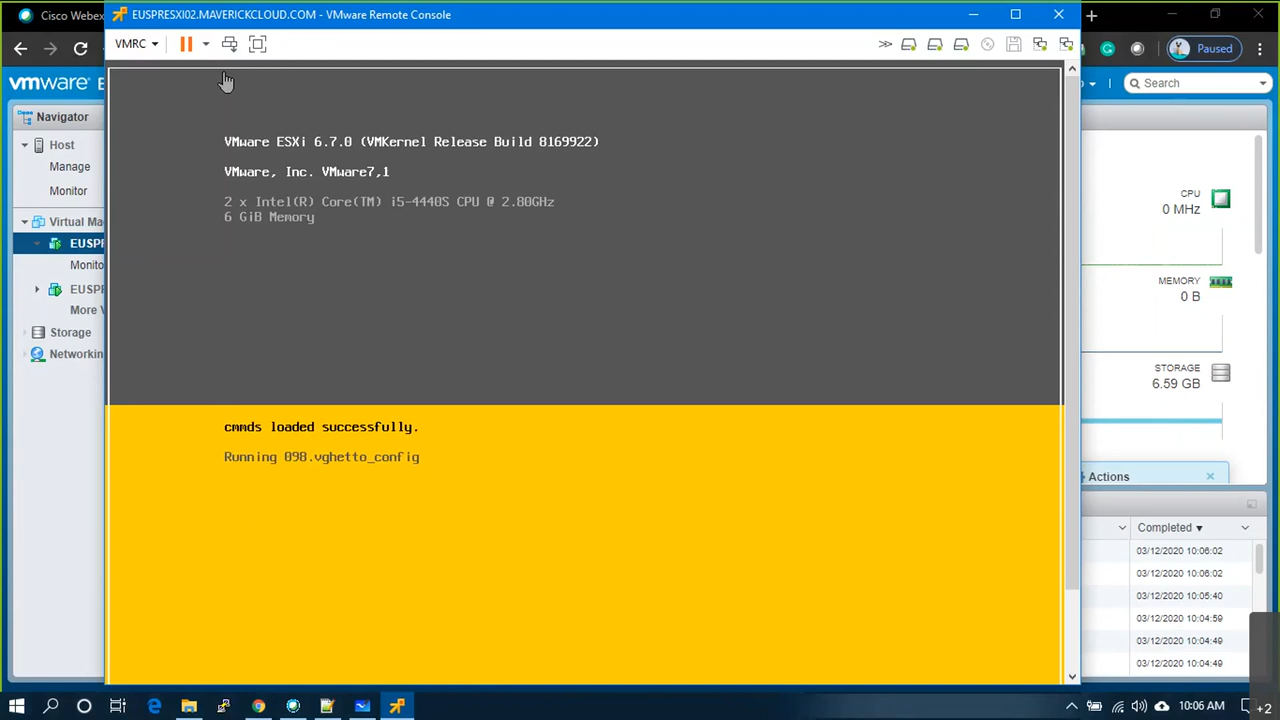 Cisco Webex
EUSPRESXI02.MAVERICKCLOUD.COM - VMware Remote Console
VMRC
Paused
vmware
Search
Navigator
Host
Manage
Monitor
Virtual Ma
EUSPR
Monito
EUSPR
More V
Storage
Networkin
VMware ESXi 6.7.0 (VMKernel Release Build 8169922)
VMware, Inc. VMware7,1
2 x Intel(R) Core(TM) i5-4440S CPU @ 2.80GHz
6 GiB Memory
cmmds loaded successfully.
Running 098.vghetto_config
CPU
0 MHz
MEMORY
0 B
STORAGE
6.59 GB
Actions
Completed
03/12/2020 10:06:02
03/12/2020 10:06:02
03/12/2020 10:05:40
03/12/2020 10:04:59
03/12/2020 10:04:49
03/12/2020 10:04:49
10:06 AM
+2